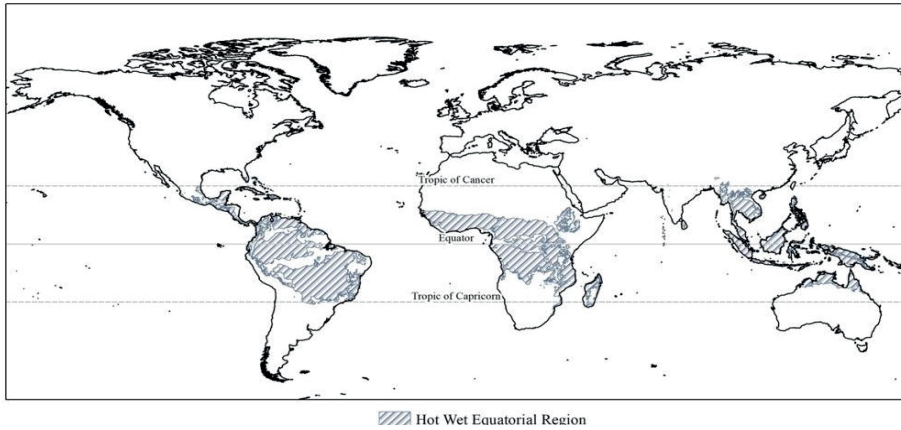 Tropic of Cancer
Equator
Tropic of Capricorn
Hot Wet Equatorial Region